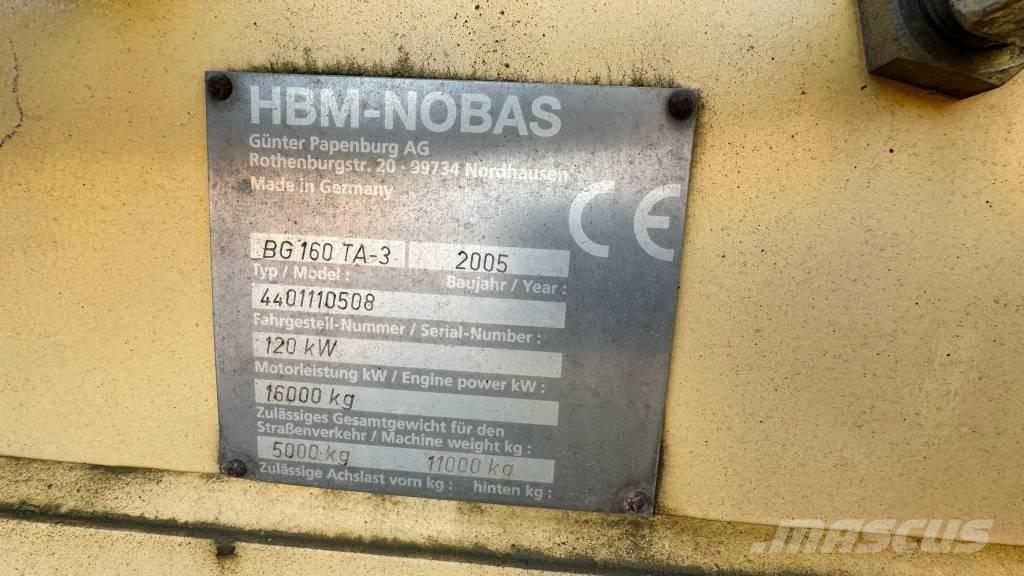 HBM-NOBAS
Günter Papenburg AG
Rothenburgstr. 20 · 99734 Nordhausen
Made in Germany
CE
BG 160 TA-3 2005
Typ / Model : Baujahr / Year :
4401110508
Fahrgestell-Nummer / Serial-Number :
120 kW
Motorleistung kW / Engine power kW :
16000 kg
Zulässiges Gesamtgewicht für den
Straßenverkehr / Machine weight kg :
5000 kg 11000 kg
Zulässige Achslast vorn kg : hinten kg :
MASCUS